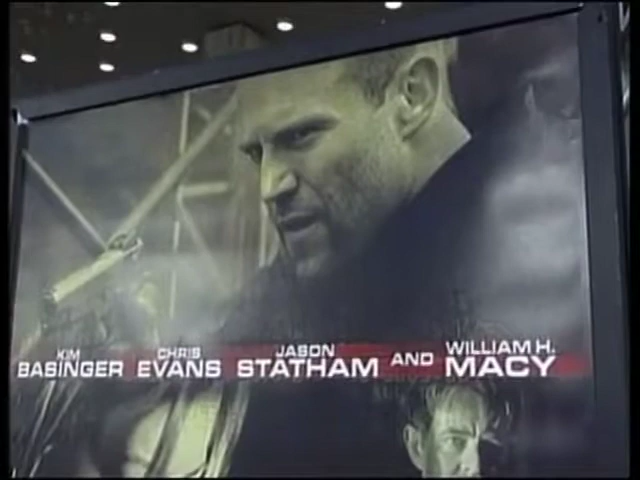 KIM BASINGER
CHRIS EVANS
JASON STATHAM
AND
WILLIAM H. MACY